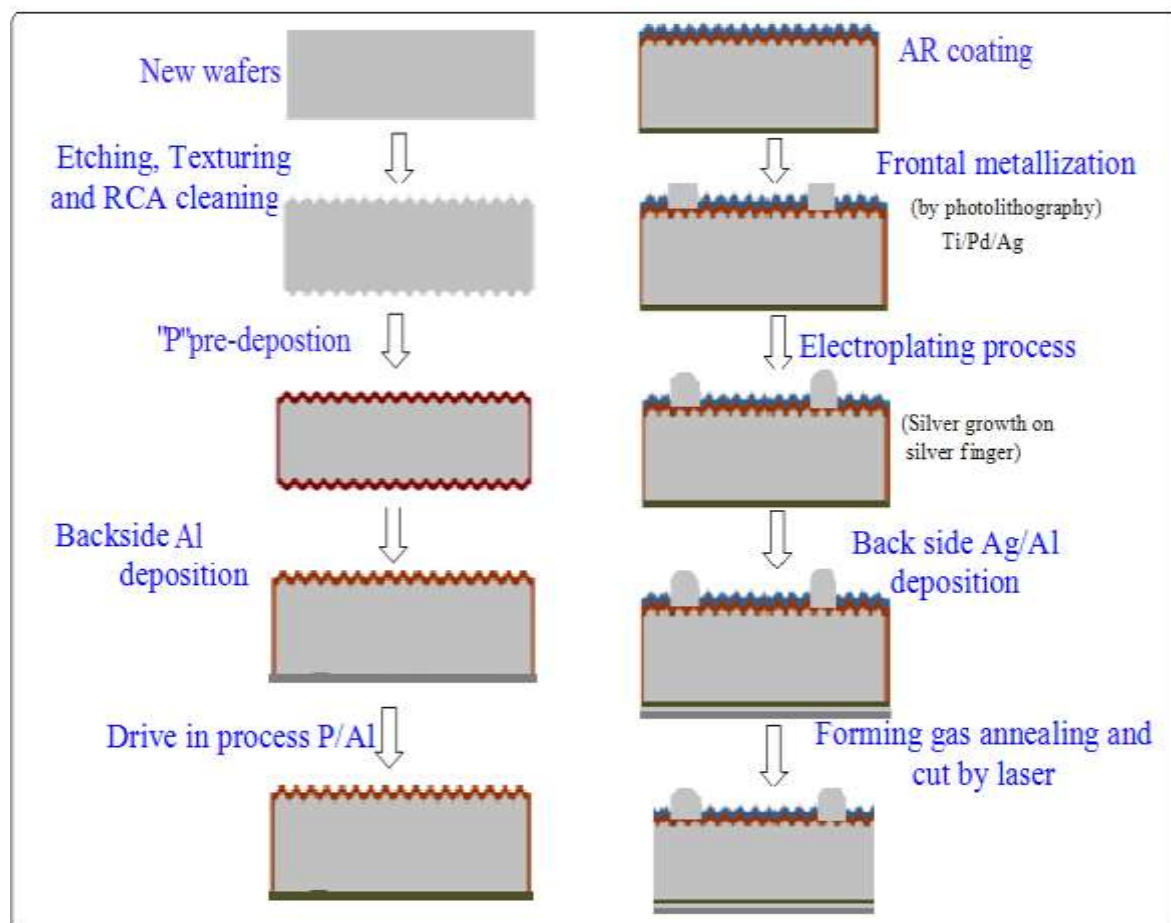 New wafers
Etching, Texturing
and RCA cleaning
"P"pre-depostion
Backside Al
deposition
Drive in process P/Al
AR coating
Frontal metallization
(by photolithography)
Ti/Pd/Ag
Electroplating process
(Silver growth on
silver finger)
Back side Ag/Al
deposition
Forming gas annealing and
cut by laser